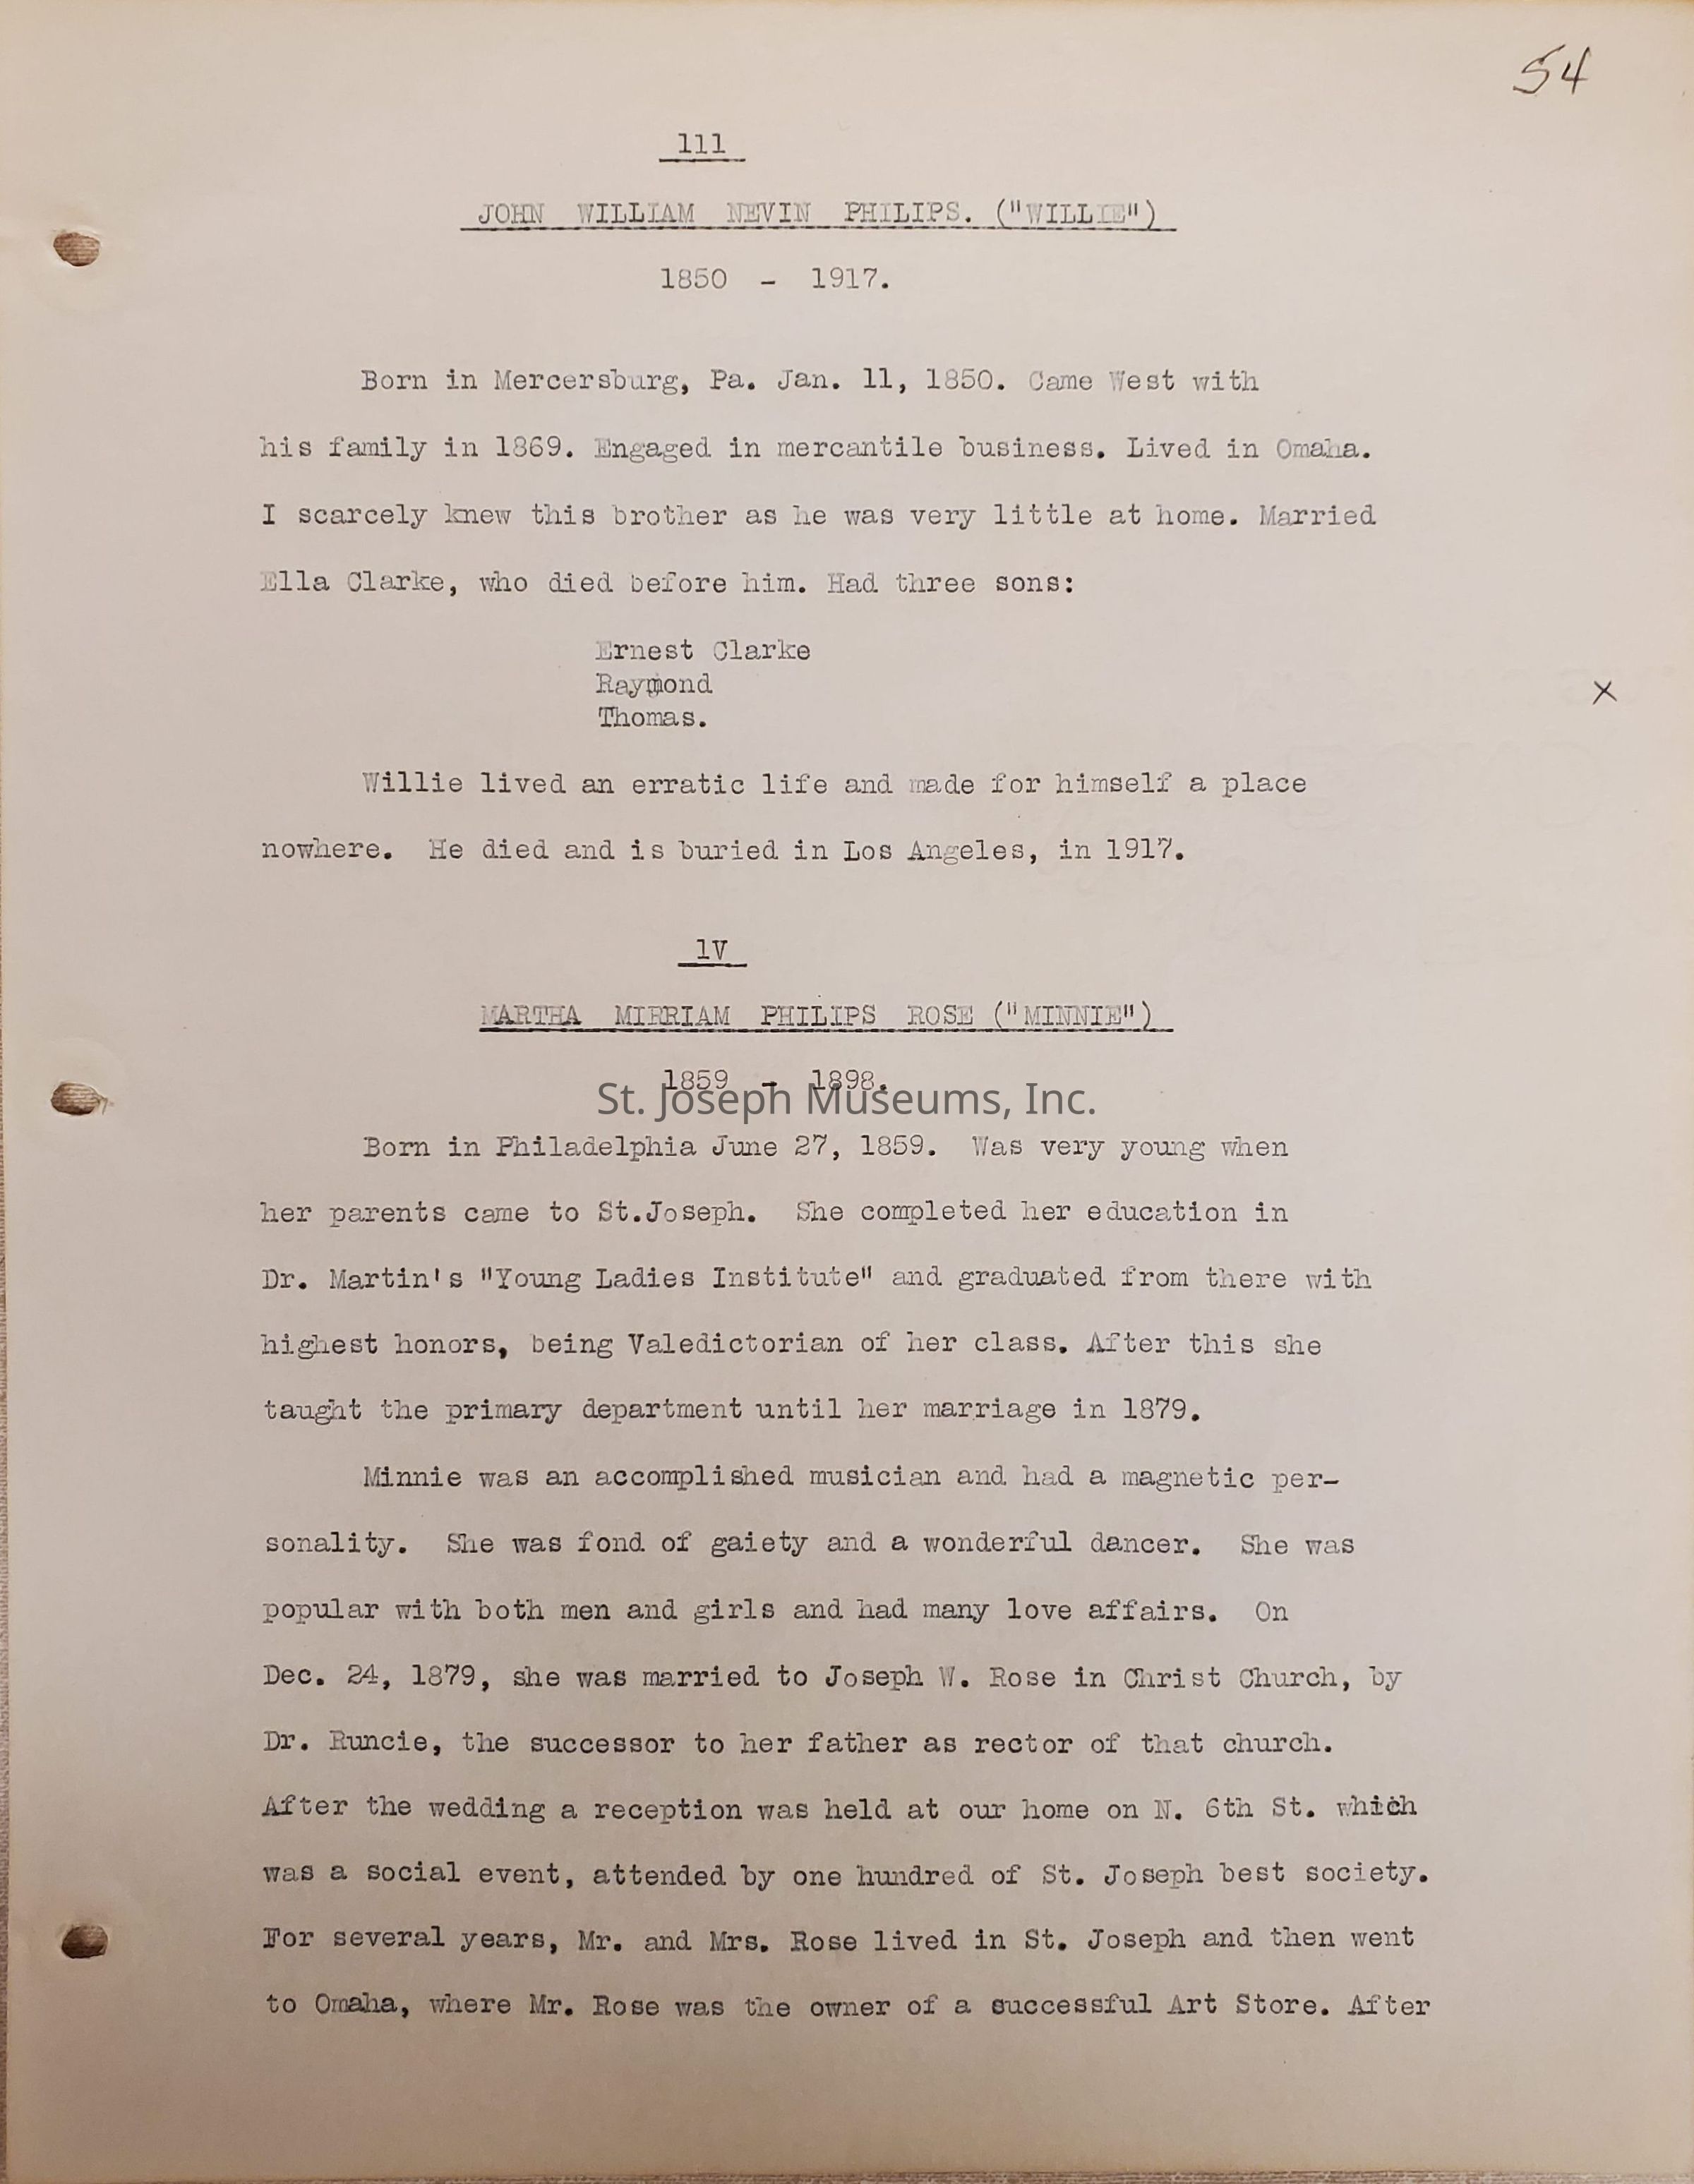 54
111
JOHN WILLIAM NEVIN PHILIPS. ("WILLIE")
1850 - 1917.
Born in Mercersburg, Pa. Jan. 11, 1850. Came West with
his family in 1869. Engaged in mercantile business. Lived in Omaha.
I scarcely knew this brother as he was very little at home. Married
Ella Clarke, who died before him. Had three sons:
Ernest Clarke
Raymond
X
Thomas.
Willie lived an erratic life and made for himself a place
nowhere. He died and is buried in Los Angeles, in 1917.
1V
MARTHA MIRRIAM PHILIPS ROSE ("MINNIE")
1859 - 1898.
St. Joseph Museums, Inc.
Born in Philadelphia June 27, 1859. Was very young when
her parents came to St.Joseph. She completed her education in
Dr. Martin's "Young Ladies Institute" and graduated from there with
highest honors, being Valedictorian of her class. After this she
taught the primary department until her marriage in 1879.
Minnie was an accomplished musician and had a magnetic per-
sonality. She was fond of gaiety and a wonderful dancer. She was
popular with both men and girls and had many love affairs. On
Dec. 24, 1879, she was married to Joseph W. Rose in Christ Church, by
Dr. Runcie, the successor to her father as rector of that church.
After the wedding a reception was held at our home on N. 6th St. which
was a social event, attended by one hundred of St. Joseph best society.
For several years, Mr. and Mrs. Rose lived in St. Joseph and then went
to Omaha, where Mr. Rose was the owner of a successful Art Store. After